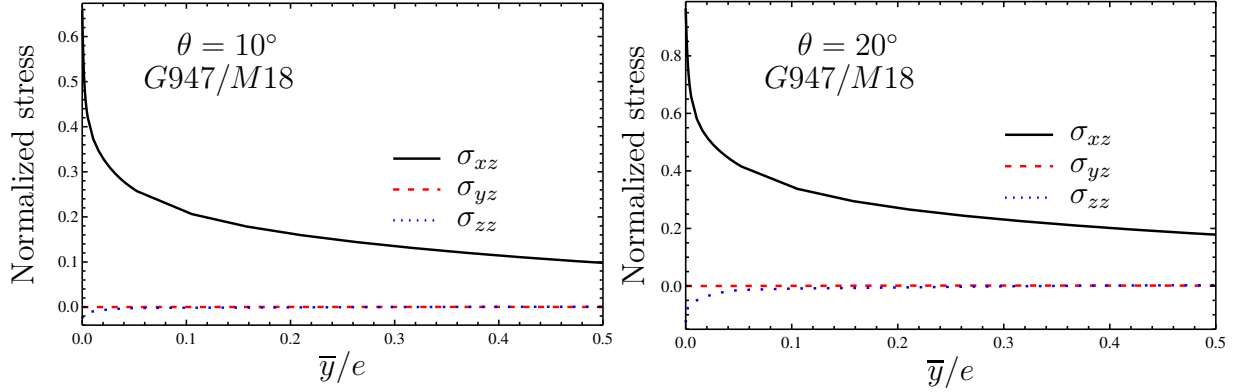 θ = 10°
G947/M18
Normalized stress
0.6
0.5
0.4
0.3
0.2
0.1
0.0
σxz
σyz
σzz
0.0 0.1 0.2 0.3 0.4 0.5
y̅/e
θ = 20°
G947/M18
Normalized stress
0.8
0.6
0.4
0.2
0.0
σxz
σyz
σzz
0.0 0.1 0.2 0.3 0.4 0.5
y̅/e